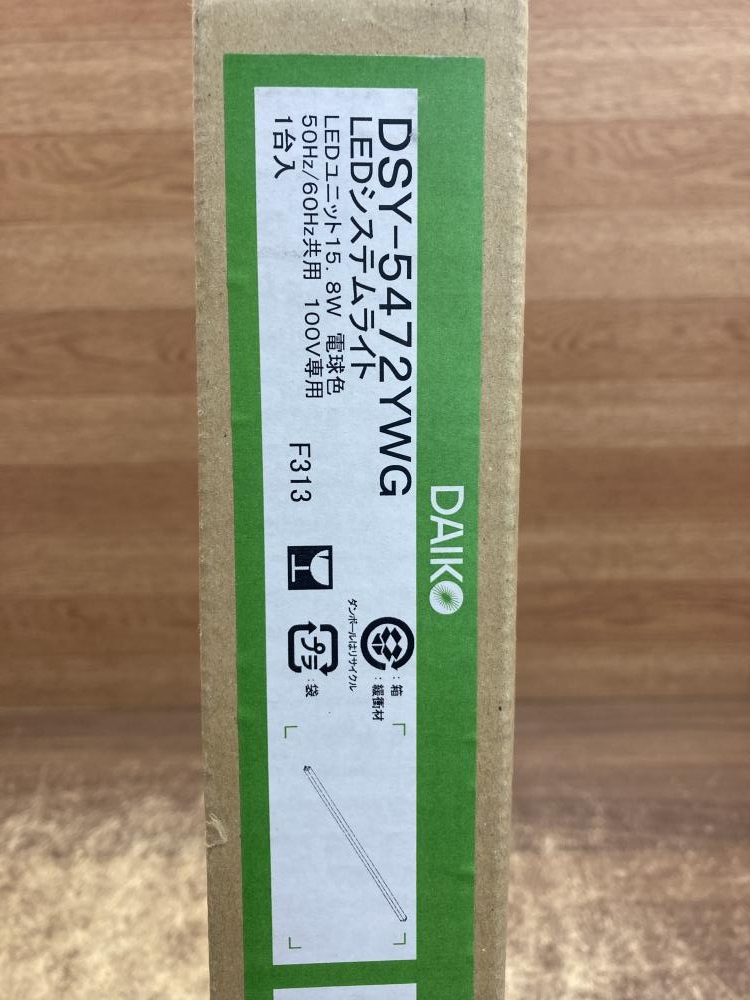 DAIKO
DSY-5472YWG
LEDシステムライト
LEDユニット15.8W 電球色
50Hz/60Hz共用 100V専用
1台入
F313
:箱
:緩衝材
ダンボールはリサイクル
プラ
:袋